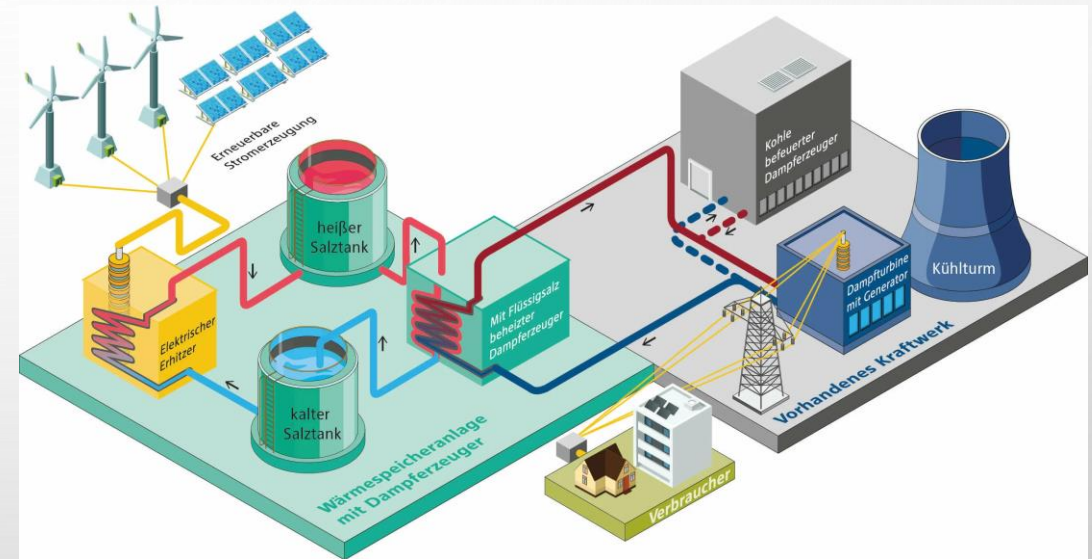 Erneuerbare
Stromerzeugung
heißer
Salztank
Elektrischer
Erhitzer
kalter
Salztank
Mit Flüssigsalz
beheizter
Dampferzeuger
Wärmespeicheranlage
mit Dampferzeuger
Kohle
befeuerter
Dampferzeuger
Dampfturbine
mit Generator
Kühlturm
Vorhandenes Kraftwerk
Verbraucher